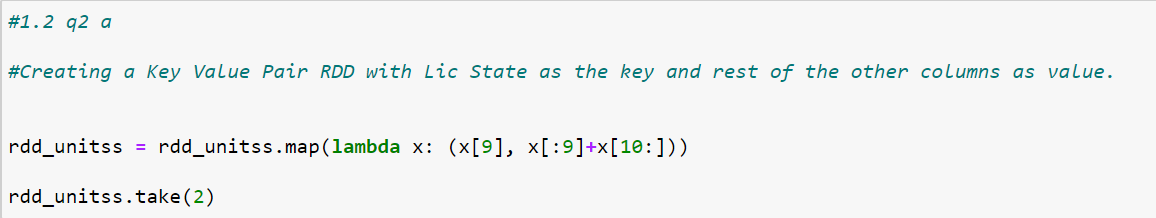 #1.2 q2 a
#Creating a Key Value Pair RDD with Lic State as the key and rest of the other columns as value.
rdd_unitss = rdd_unitss.map(lambda x: (x[9], x[:9]+x[10:]))
rdd_unitss.take(2)